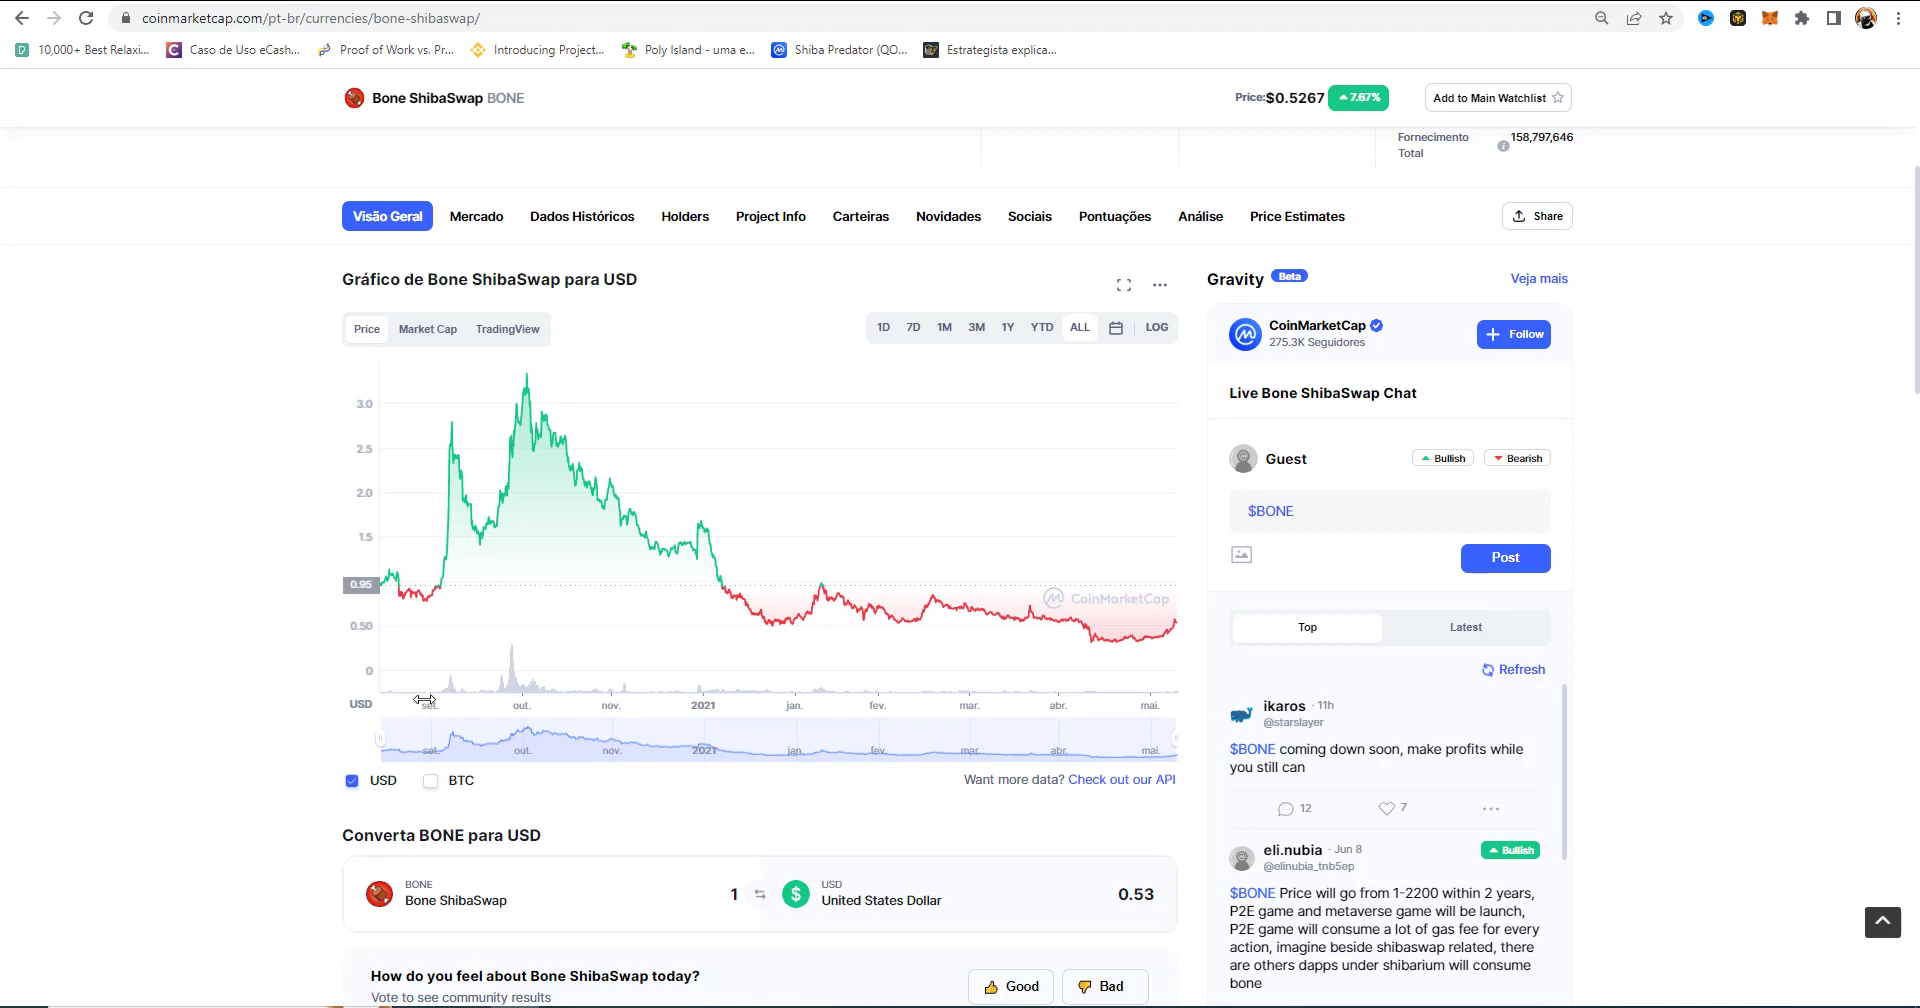 coinmarketcap.com/pt-br/currencies/bone-shibaswap/
10,000+ Best Relaxi...
Caso de Uso eCash...
Proof of Work vs. Pr...
Introducing Project...
Poly Island - uma e...
Shiba Predator (QO...
Estrategista explica...
Bone ShibaSwap BONE
Price:$0.5267
7.67%
Add to Main Watchlist
Fornecimento
Total
158,797,646
Visão Geral
Mercado
Dados Históricos
Holders
Project Info
Carteiras
Novidades
Sociais
Pontuações
Análise
Price Estimates
Share
Gráfico de Bone ShibaSwap para USD
Price
Market Cap
TradingView
1D
7D
1M
3M
1Y
YTD
ALL
LOG
3.0
2.5
2.0
1.5
0.95
0.50
0
CoinMarketCap
USD
set.
out.
nov.
2021
jan.
fev.
mar.
abr.
mai.
set.
out.
nov.
2021
jan.
fev.
mar.
abr.
mai.
USD
BTC
Want more data? Check out our API
Converta BONE para USD
BONE
Bone ShibaSwap
1
USD
United States Dollar
0.53
How do you feel about Bone ShibaSwap today?
Vote to see community results
Good
Bad
Gravity
Beta
Veja mais
CoinMarketCap
275.3K Seguidores
Follow
Live Bone ShibaSwap Chat
Guest
Bullish
Bearish
$BONE
Post
Top
Latest
Refresh
ikaros · 11h
@starslayer
$BONE coming down soon, make profits while
you still can
12
7
eli.nubia · Jun 8
@elinubia_tnb5ep
Bullish
$BONE Price will go from 1-2200 within 2 years,
P2E game and metaverse game will be launch,
P2E game will consume a lot of gas fee for every
action, imagine beside shibaswap related, there
are others dapps under shibarium will consume
bone